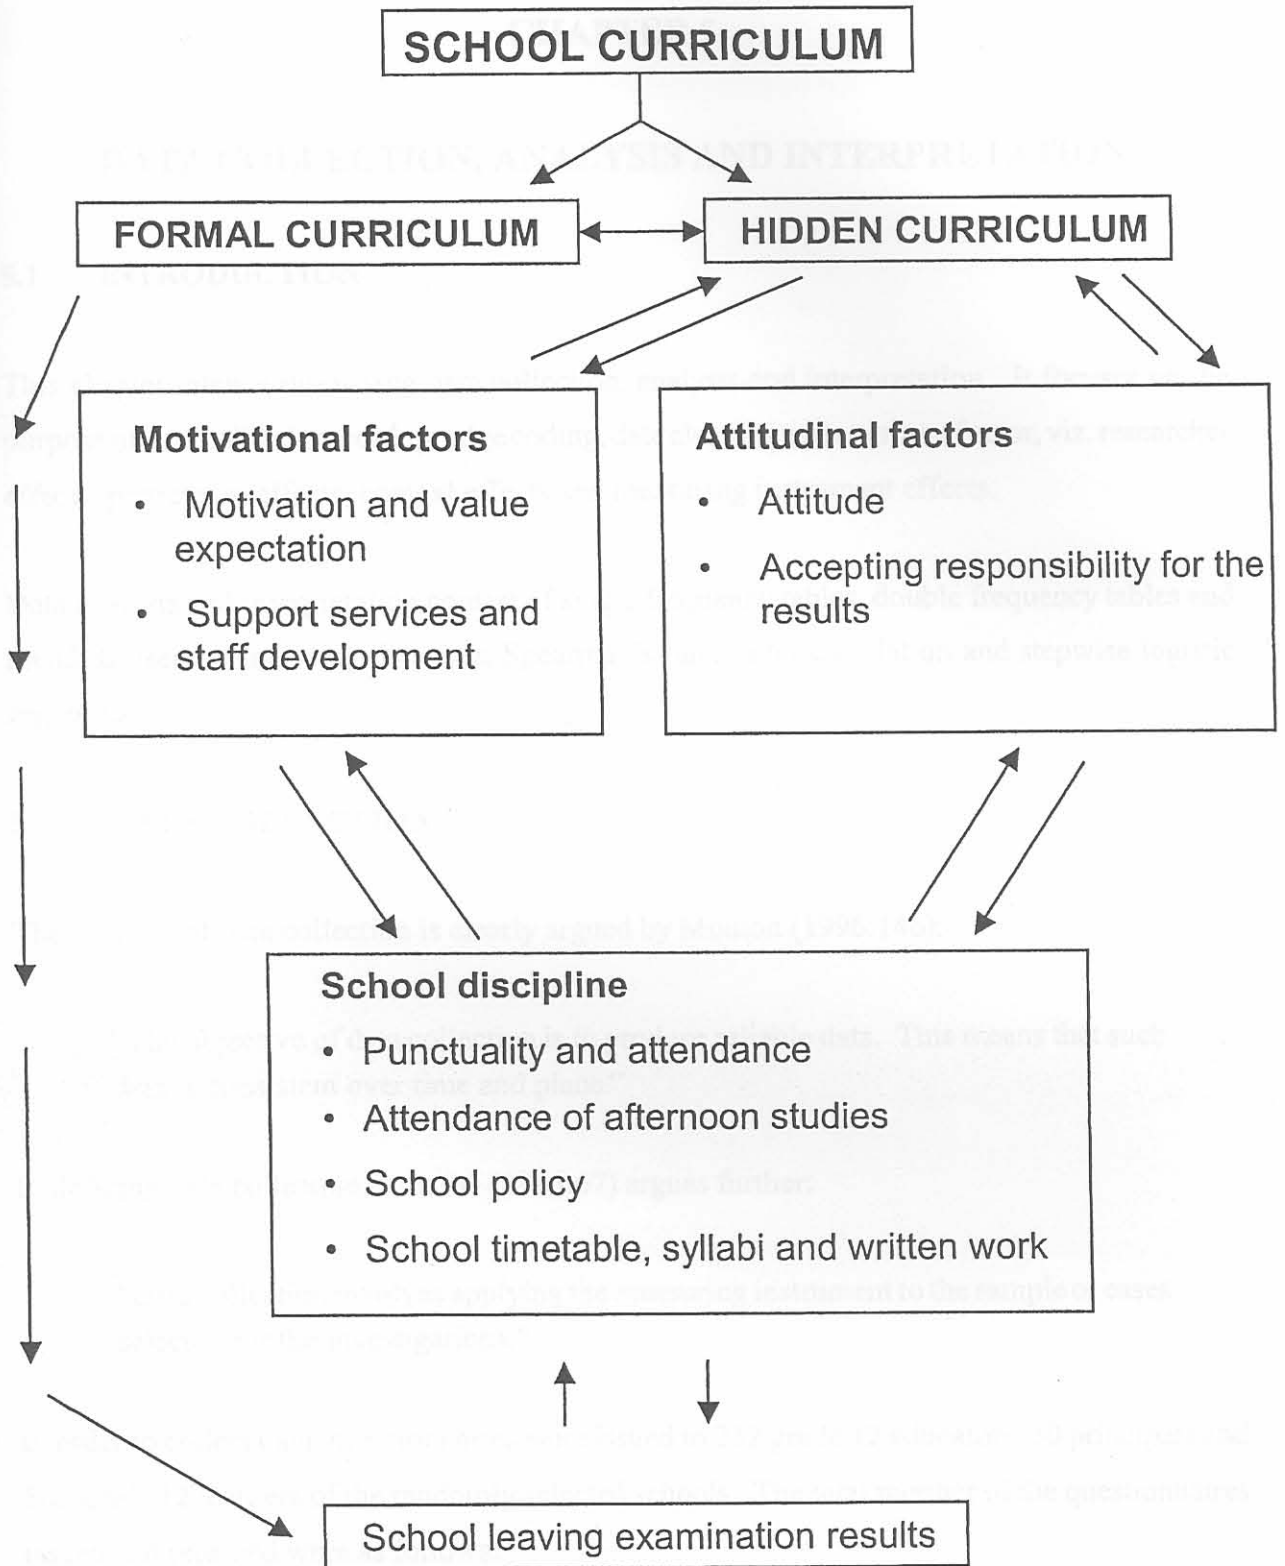 SCHOOL CURRICULUM
FORMAL CURRICULUM
HIDDEN CURRICULUM
Motivational factors
• Motivation and value
expectation
• Support services and
staff development
Attitudinal factors
• Attitude
• Accepting responsibility for the
results
School discipline
• Punctuality and attendance
• Attendance of afternoon studies
• School policy
• School timetable, syllabi and written work
School leaving examination results